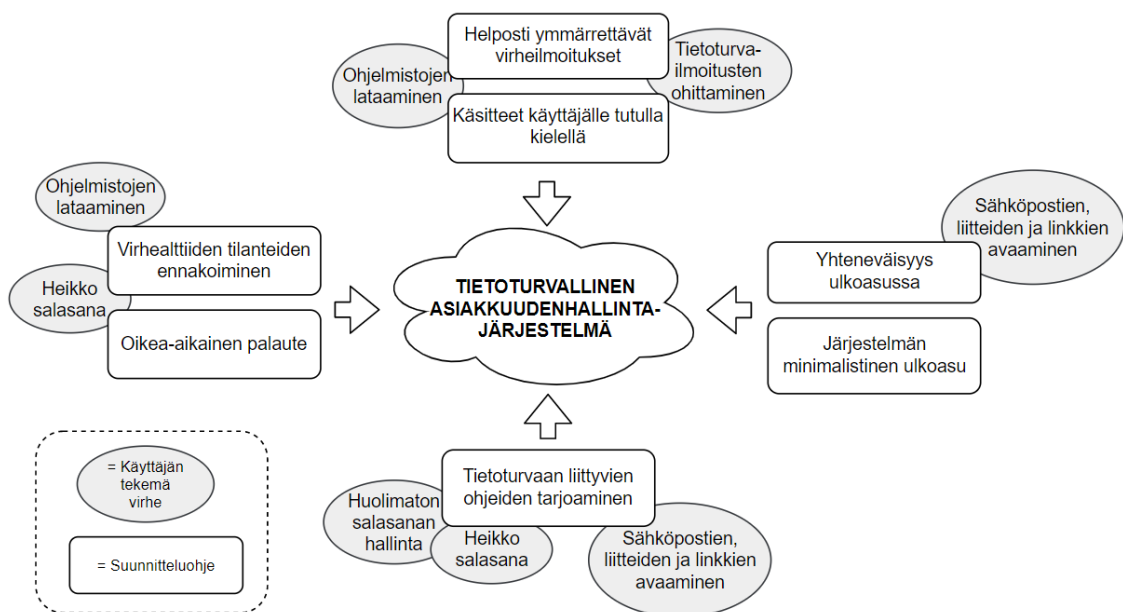 Helposti ymmärrettävät
virheilmoitukset
Ohjelmistojen
lataaminen
Tietoturva-
ilmoitusten
ohittaminen
Käsitteet käyttäjälle tutulla
kielellä
Ohjelmistojen
lataaminen
Virhealttiiden tilanteiden
ennakoiminen
Heikko
salasana
Oikea-aikainen palaute
TIETOTURVALLINEN
ASIAKKUUDENHALLINTA-
JÄRJESTELMÄ
Sähköpostien,
liitteiden ja linkkien
avaaminen
Yhteneväisyys
ulkoasussa
Järjestelmän
minimalistinen ulkoasu
Tietoturvaan liittyvien
ohjeiden tarjoaminen
Huolimaton
salasanan
hallinta
Heikko
salasana
Sähköpostien,
liitteiden ja linkkien
avaaminen
= Käyttäjän
tekemä
virhe
= Suunnitteluohje